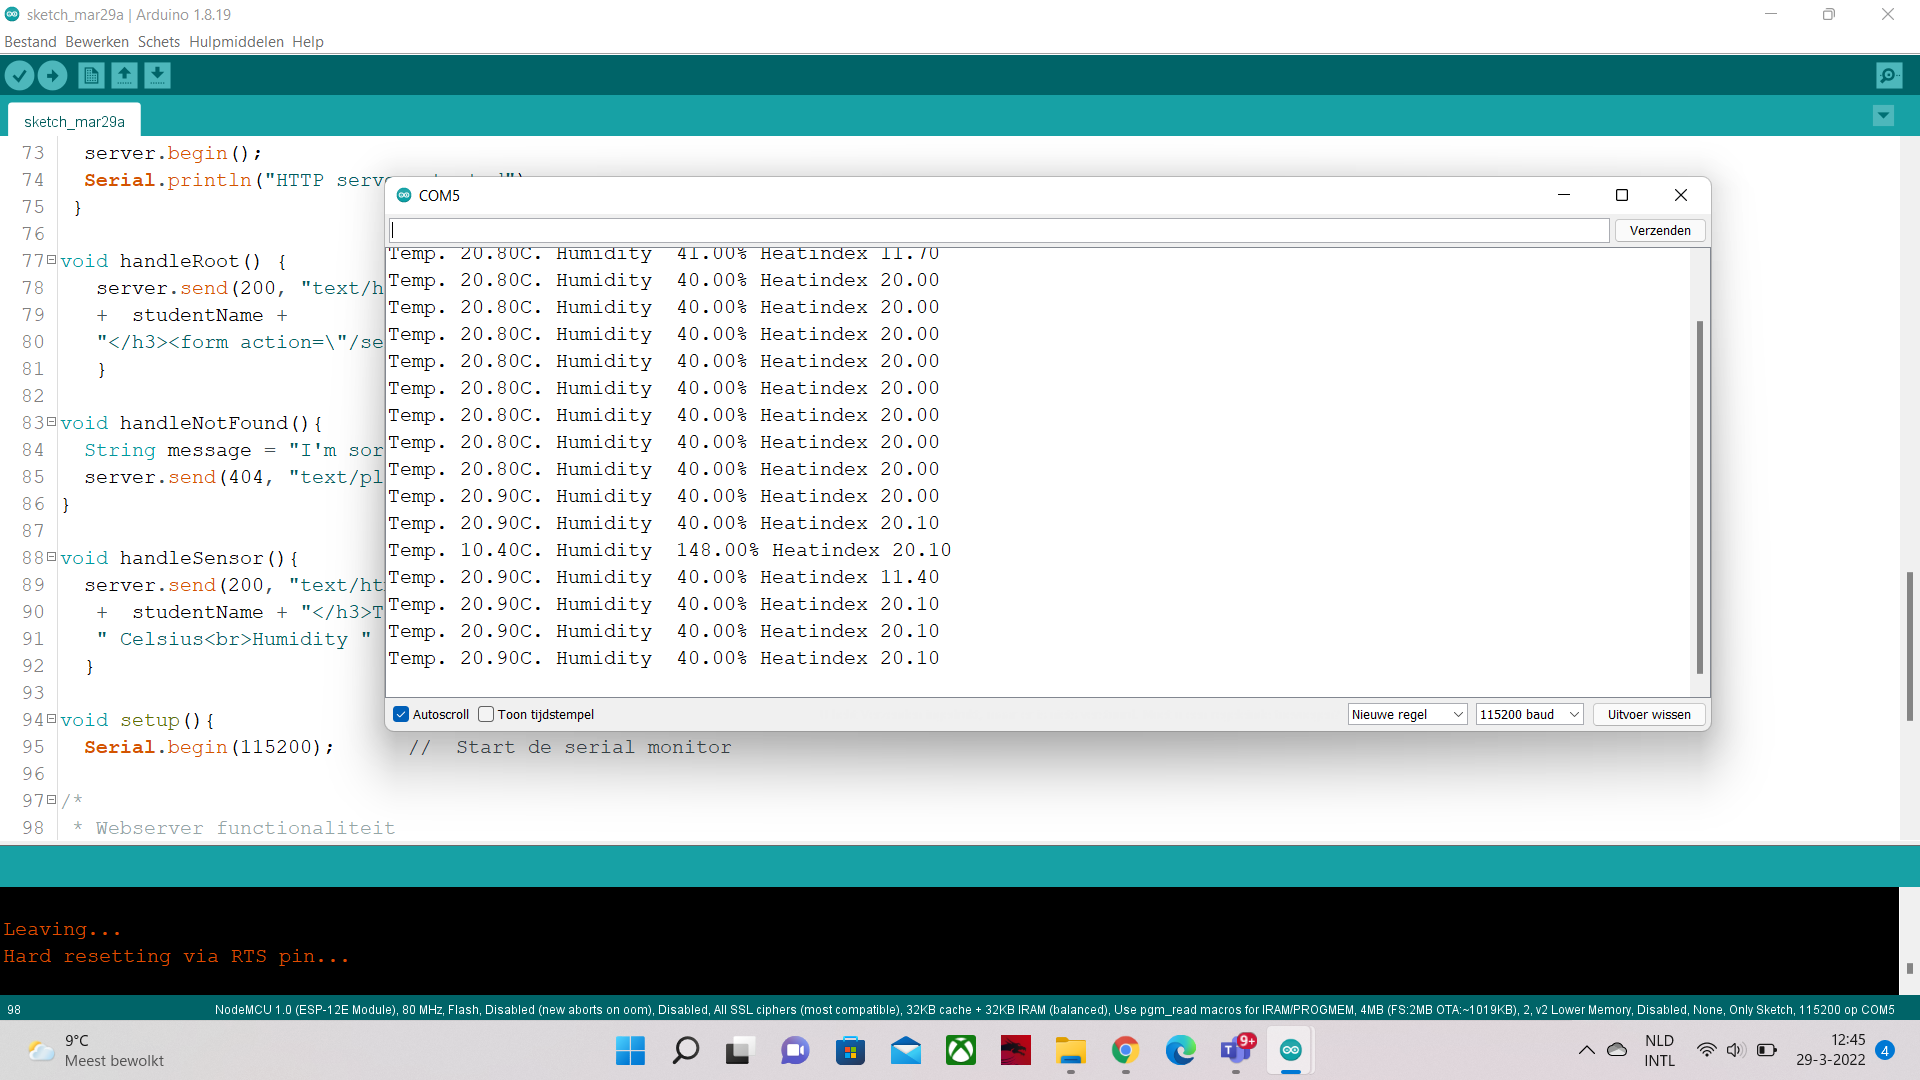 sketch_mar29a | Arduino 1.8.19
Bestand Bewerken Schets Hulpmiddelen Help
sketch_mar29a
73 server.begin();
74 Serial.println("HTTP serv
75 }
76
77 void handleRoot() {
78 server.send(200, "text/h
79 + studentName +
80 "</h3><form action=\"/se
81 }
82
83 void handleNotFound(){
84 String message = "I'm sor
85 server.send(404, "text/pl
86 }
87
88 void handleSensor(){
89 server.send(200, "text/ht
90 + studentName + "</h3>T
91 " Celsius<br>Humidity "
92 }
93
94 void setup(){
95 Serial.begin(115200); // Start de serial monitor
96
97 /*
98 * Webserver functionaliteit
COM5
Verzenden
Temp. 20.80C. Humidity 41.00% Heatindex 11.70
Temp. 20.80C. Humidity 40.00% Heatindex 20.00
Temp. 20.80C. Humidity 40.00% Heatindex 20.00
Temp. 20.80C. Humidity 40.00% Heatindex 20.00
Temp. 20.80C. Humidity 40.00% Heatindex 20.00
Temp. 20.80C. Humidity 40.00% Heatindex 20.00
Temp. 20.80C. Humidity 40.00% Heatindex 20.00
Temp. 20.80C. Humidity 40.00% Heatindex 20.00
Temp. 20.80C. Humidity 40.00% Heatindex 20.00
Temp. 20.90C. Humidity 40.00% Heatindex 20.00
Temp. 20.90C. Humidity 40.00% Heatindex 20.10
Temp. 10.40C. Humidity 148.00% Heatindex 20.10
Temp. 20.90C. Humidity 40.00% Heatindex 11.40
Temp. 20.90C. Humidity 40.00% Heatindex 20.10
Temp. 20.90C. Humidity 40.00% Heatindex 20.10
Temp. 20.90C. Humidity 40.00% Heatindex 20.10
Autoscroll Toon tijdstempel Nieuwe regel 115200 baud Uitvoer wissen
Leaving...
Hard resetting via RTS pin...
98 NodeMCU 1.0 (ESP-12E Module), 80 MHz, Flash, Disabled (new aborts on oom), Disabled, All SSL ciphers (most compatible), 32KB cache + 32KB IRAM (balanced), Use pgm_read macros for IRAM/PROGMEM, 4MB (FS:2MB OTA:~1019KB), 2, v2 Lower Memory, Disabled, None, Only Sketch, 115200 op COM5
9°C
Meest bewolkt
9+
NLD
INTL
12:45
29-3-2022
4